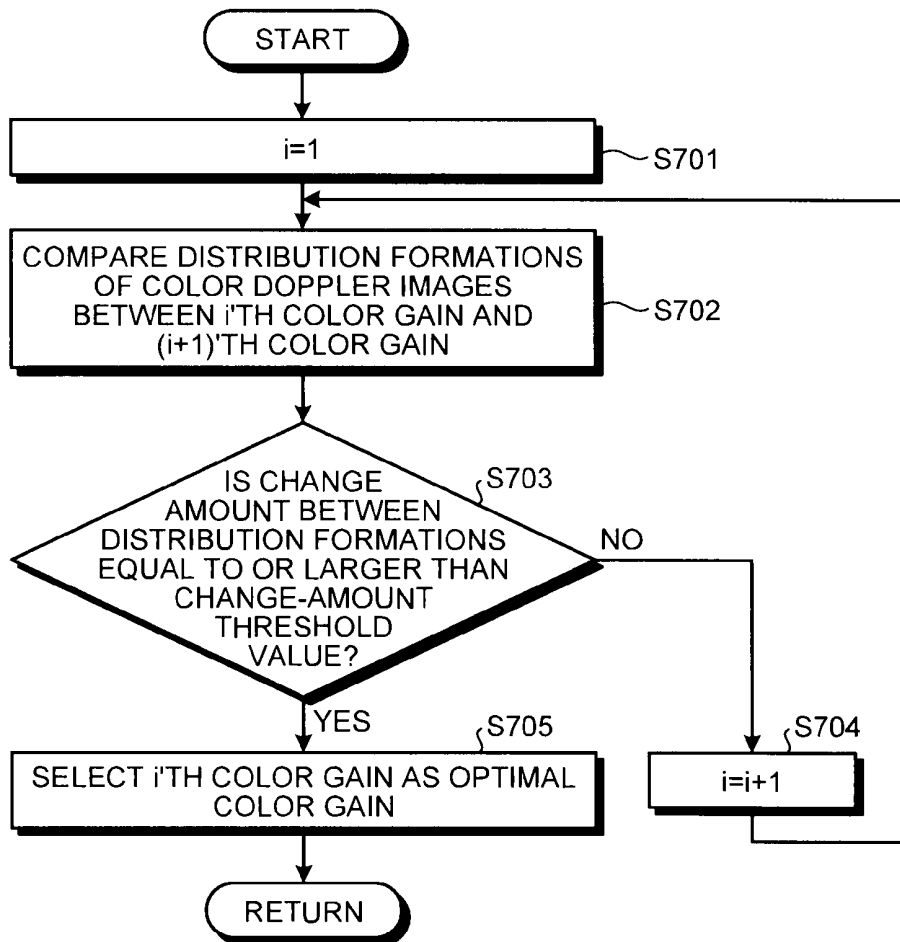 START
i=1
S701
COMPARE DISTRIBUTION FORMATIONS
OF COLOR DOPPLER IMAGES
BETWEEN i'TH COLOR GAIN AND
(i+1)'TH COLOR GAIN
S702
IS CHANGE
AMOUNT BETWEEN
DISTRIBUTION FORMATIONS
EQUAL TO OR LARGER THAN
CHANGE-AMOUNT
THRESHOLD
VALUE?
S703
NO
YES
S704
i=i+1
S705
SELECT i'TH COLOR GAIN AS OPTIMAL
COLOR GAIN
RETURN